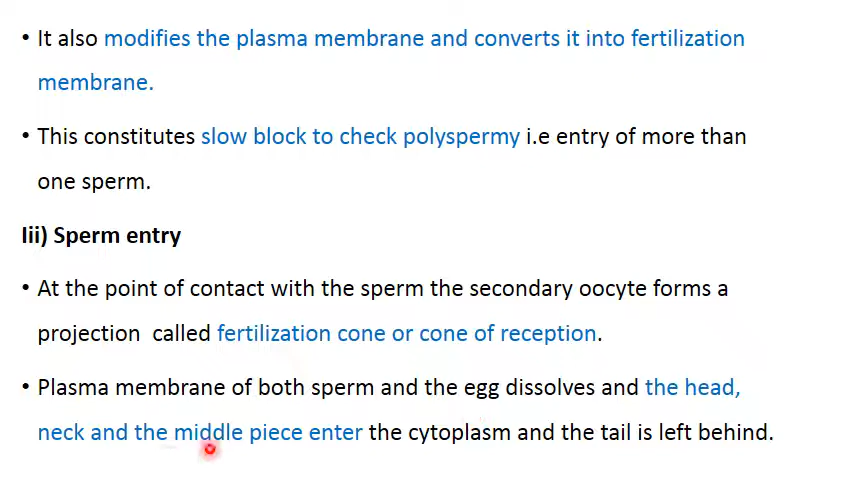 • It also modifies the plasma membrane and converts it into fertilization
membrane.
• This constitutes slow block to check polyspermy i.e entry of more than
one sperm.
Iii) Sperm entry
• At the point of contact with the sperm the secondary oocyte forms a
projection called fertilization cone or cone of reception.
• Plasma membrane of both sperm and the egg dissolves and the head,
neck and the middle piece enter the cytoplasm and the tail is left behind.